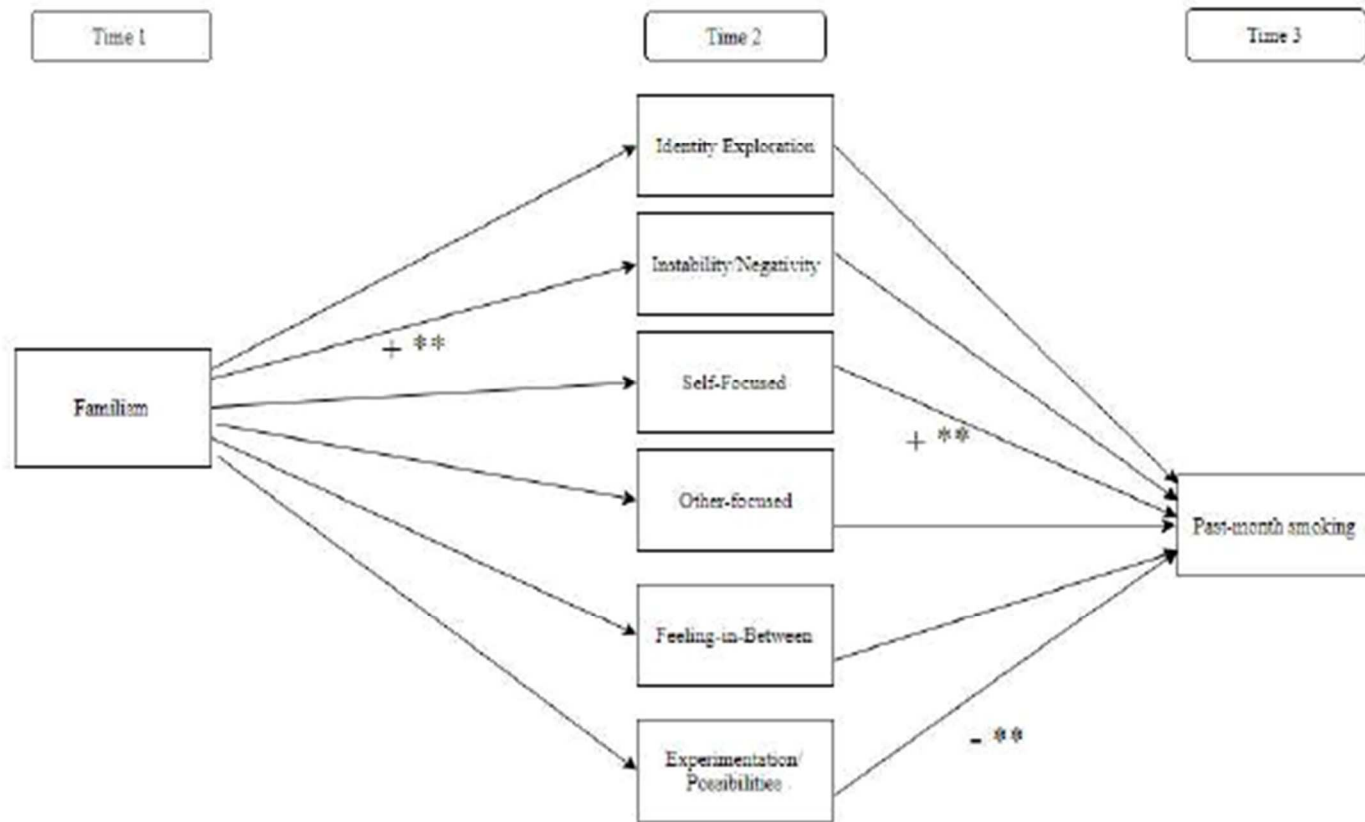 Time 1
Time 2
Time 3
Identity Exploration
Instability/Negativity
+ **
Self-Focused
Familism
+ **
Other-focused
Past-month smoking
Feeling-in-Between
- **
Experimentation/
Possibilities